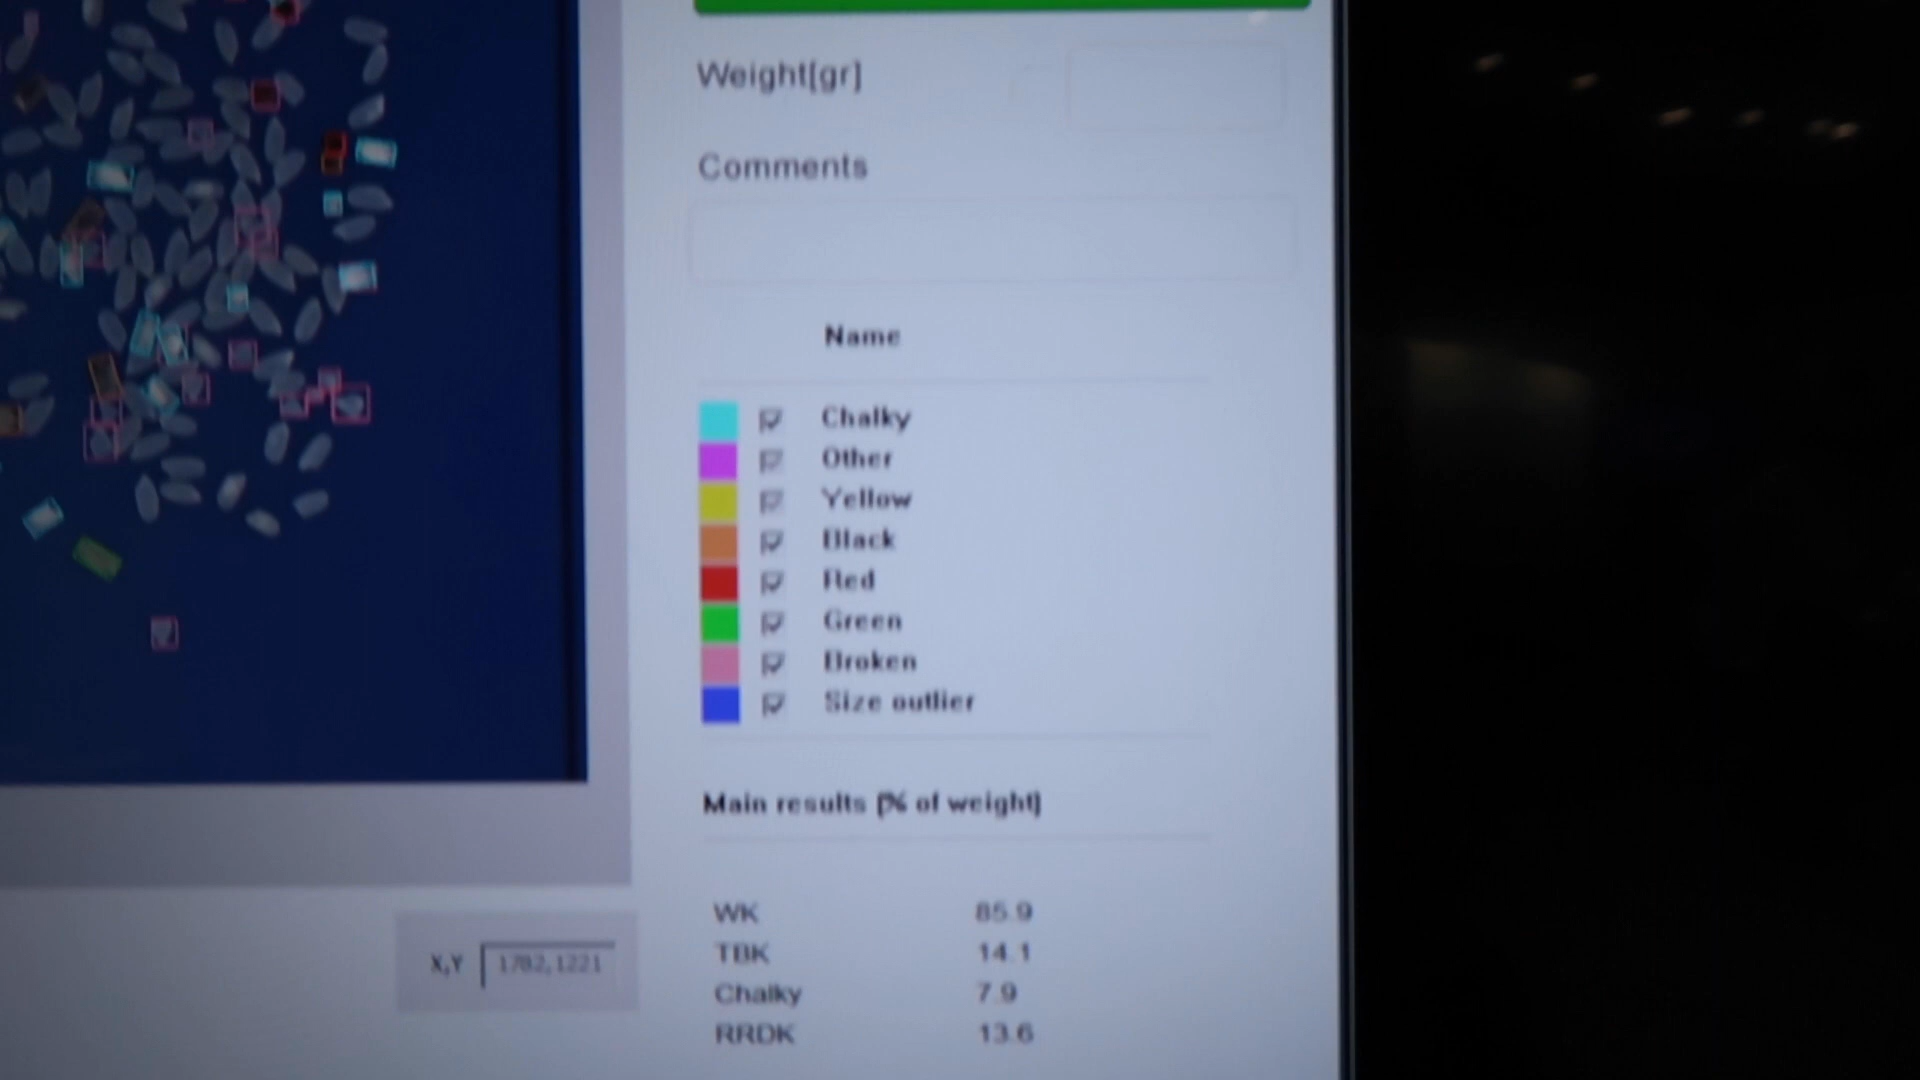 Weight[gr]
Comments
Name
Chalky
Other
Yellow
Black
Red
Green
Broken
Size outlier
Main results [% of weight]
WK 85.9
TBK 14.1
Chalky 7.9
RRDK 13.6
X,Y 1782,1221